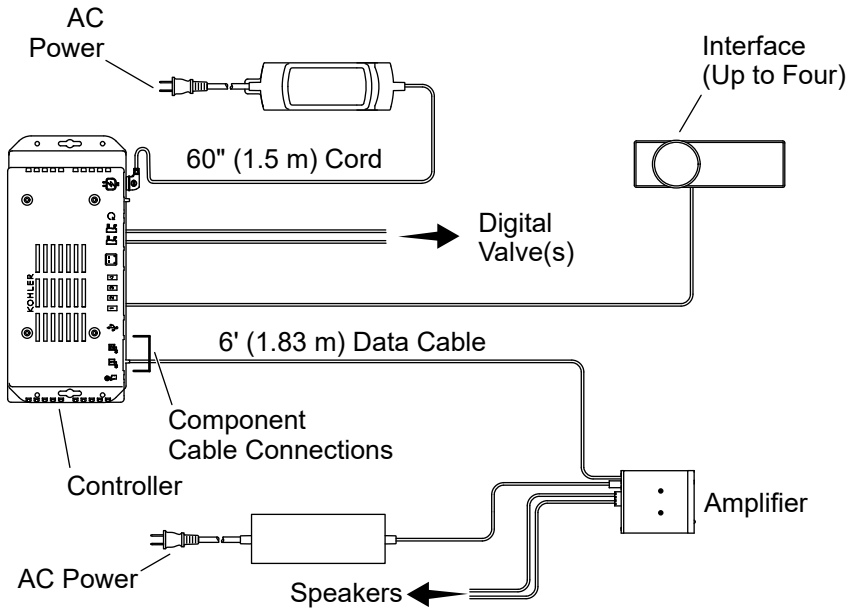 AC
Power
Interface
(Up to Four)
60" (1.5 m) Cord
Digital
Valve(s)
KOHLER
6' (1.83 m) Data Cable
Component
Cable Connections
Controller
Amplifier
AC Power
Speakers